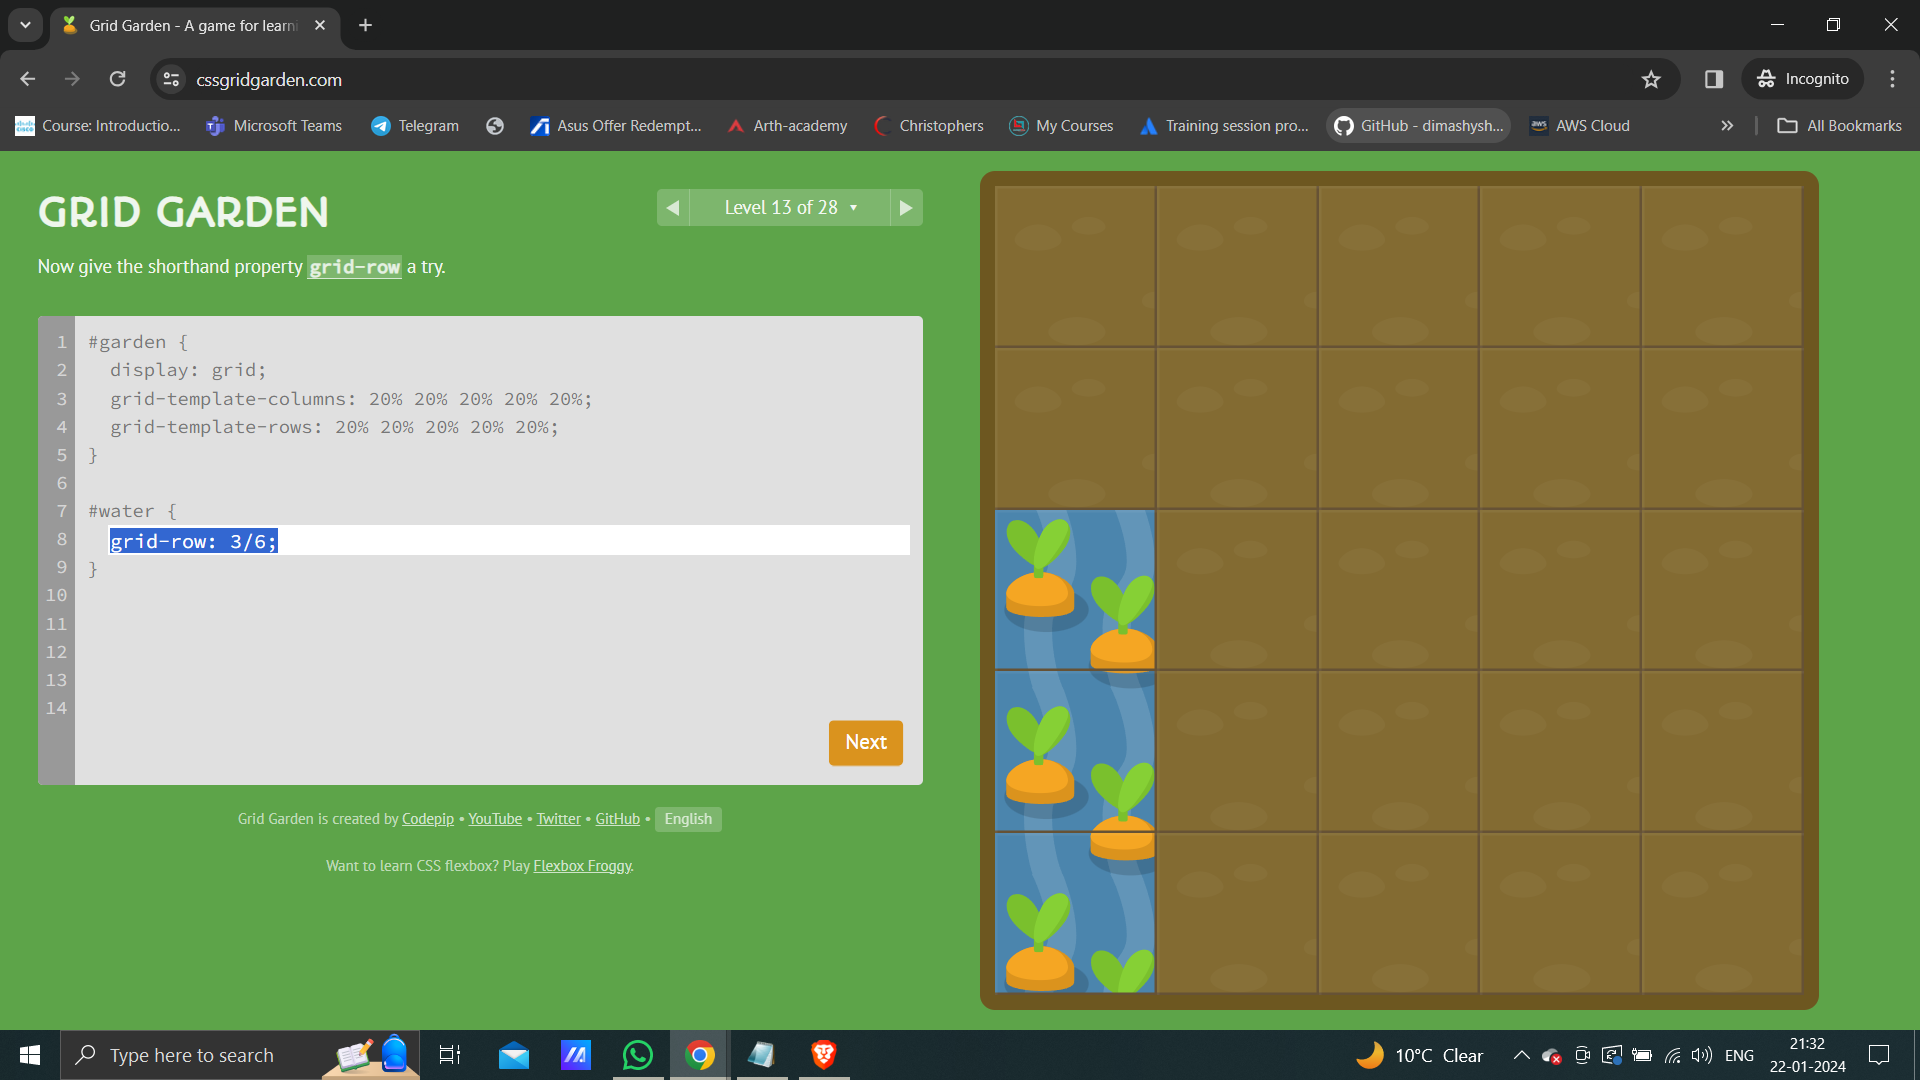 Grid Garden - A game for learni
cssgridgarden.com
Incognito
Course: Introductio...
Microsoft Teams
Telegram
Asus Offer Redempt...
Arth-academy
Christophers
My Courses
Training session pro...
GitHub - dimashysh...
AWS Cloud
All Bookmarks
GRID GARDEN
Level 13 of 28
Now give the shorthand property grid-row a try.
1 #garden {
2 display: grid;
3 grid-template-columns: 20% 20% 20% 20% 20%;
4 grid-template-rows: 20% 20% 20% 20% 20%;
5 }
6
7 #water {
8 grid-row: 3/6;
9 }
10
11
12
13
14
Next
Grid Garden is created by Codepip • YouTube • Twitter • GitHub • English
Want to learn CSS flexbox? Play Flexbox Froggy.
Type here to search
10°C Clear
ENG
21:32
22-01-2024